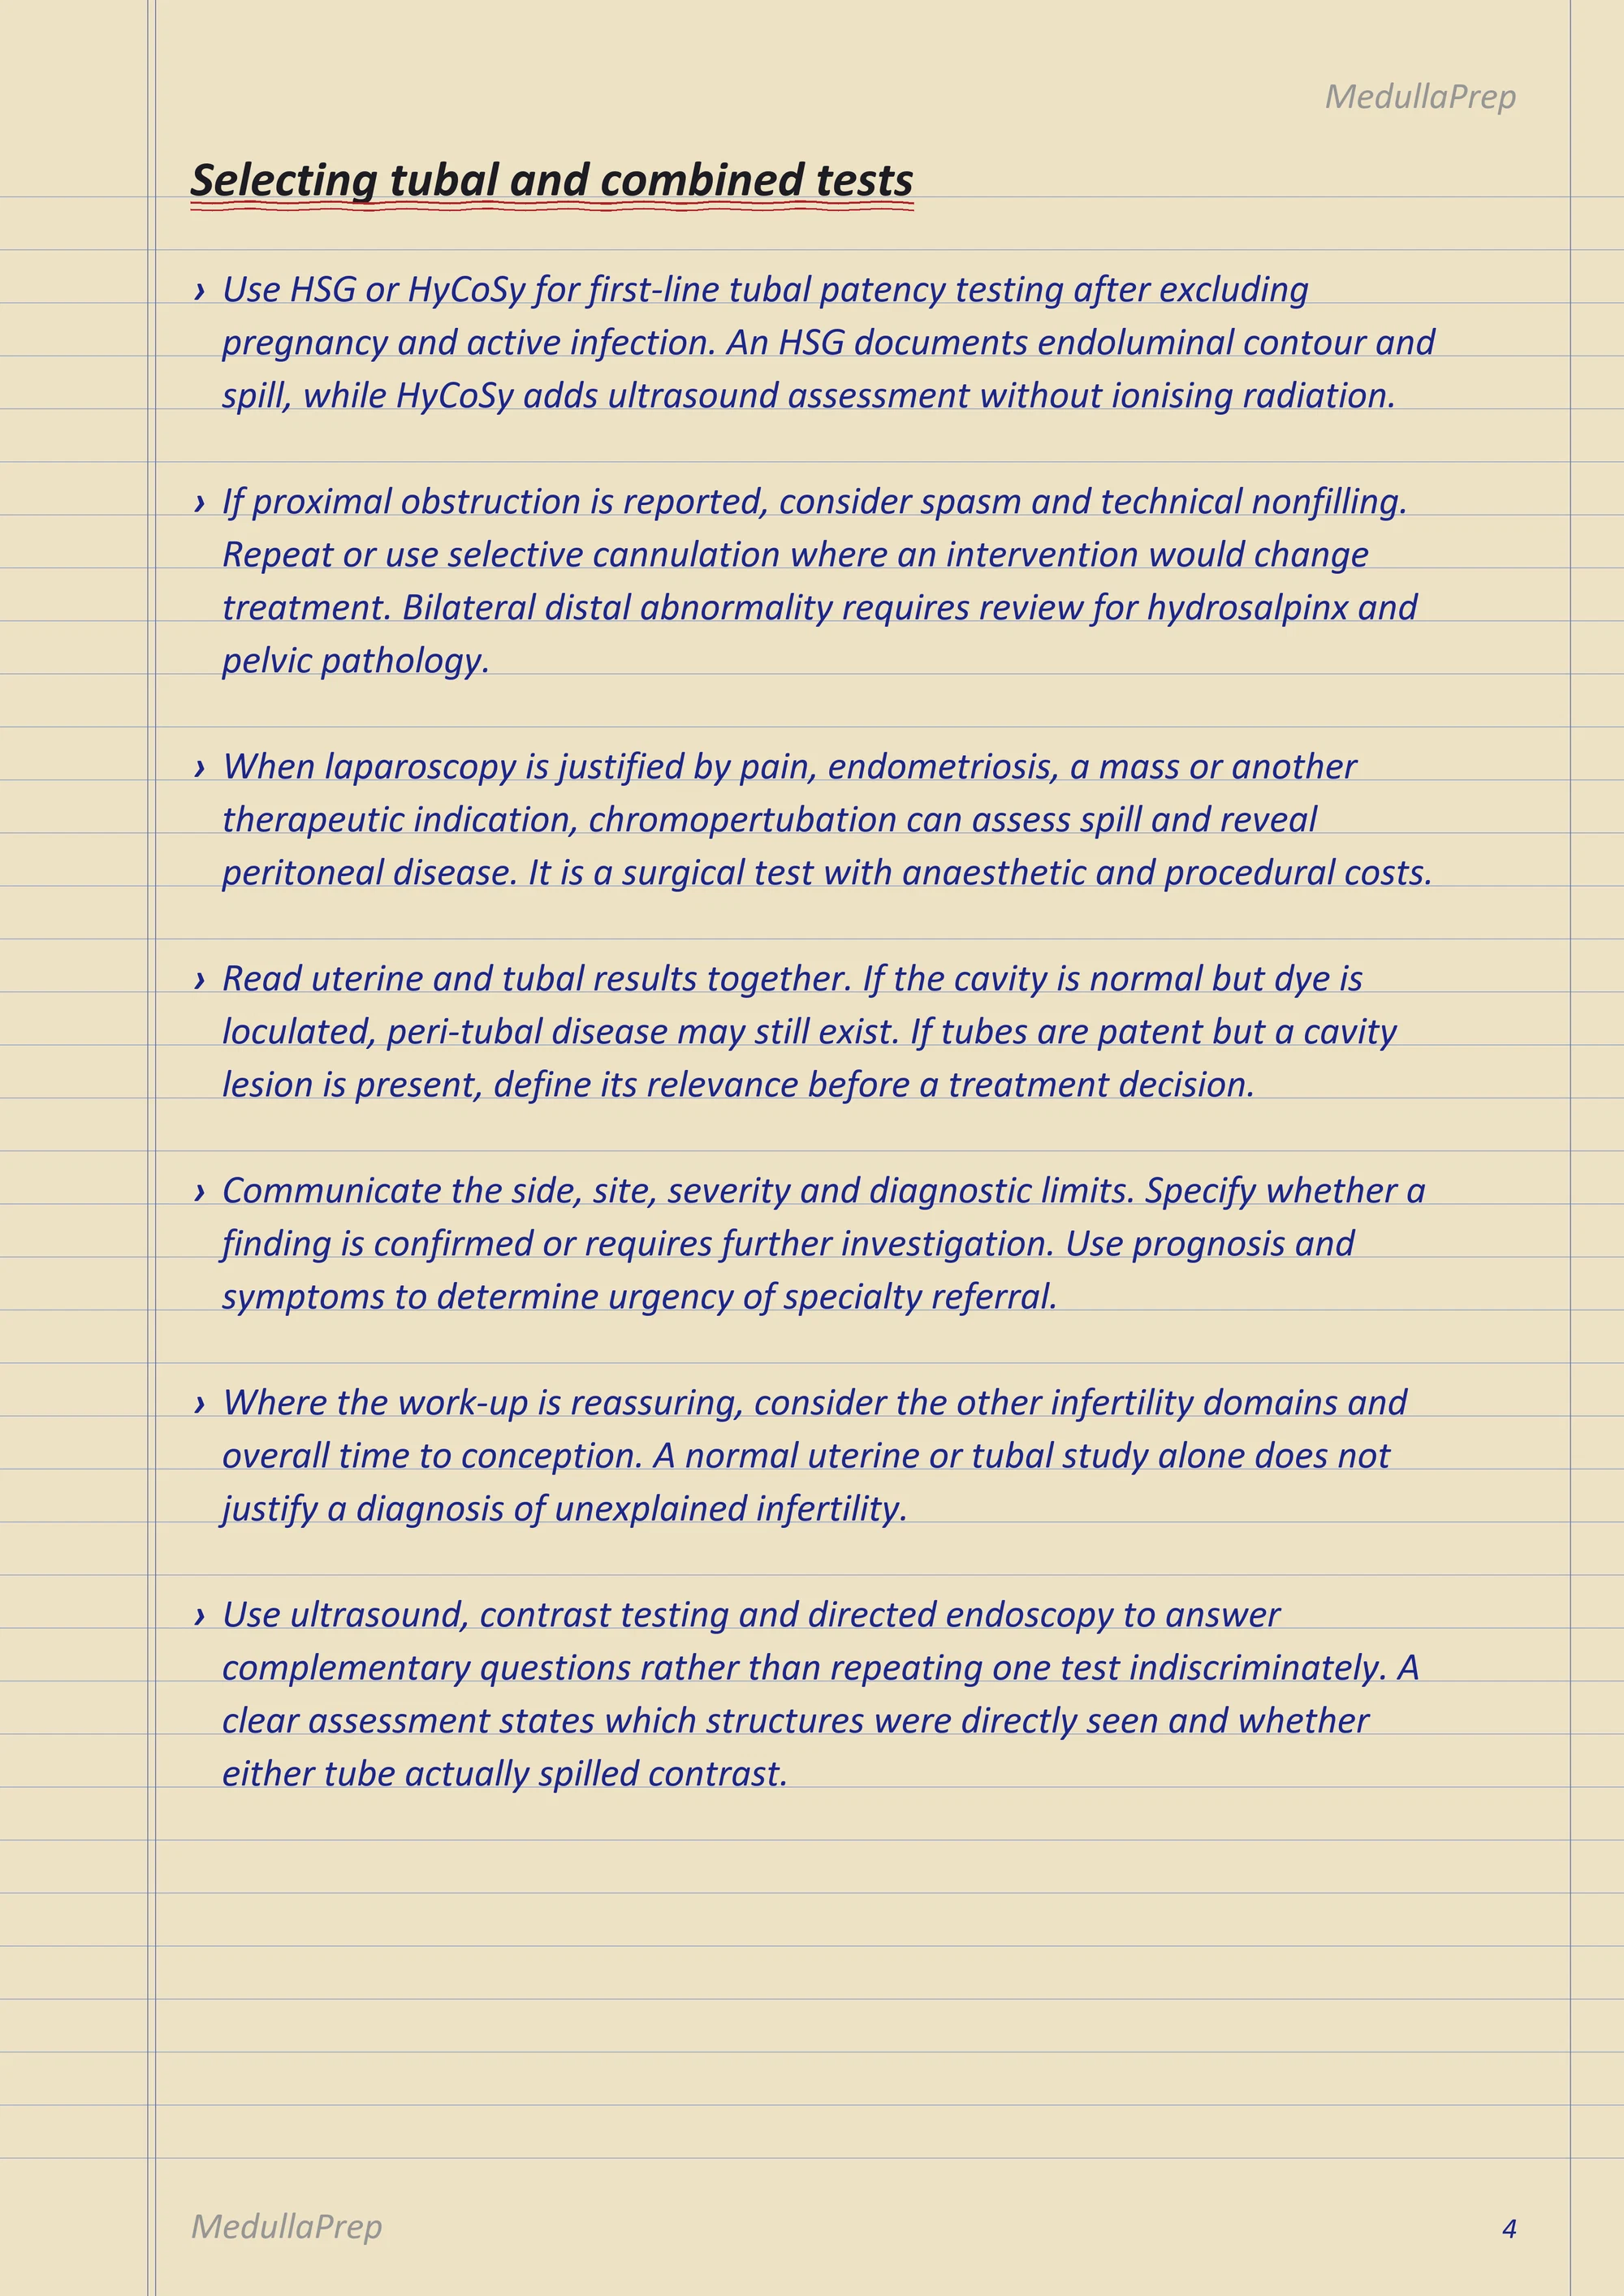 MedullaPrep
Selecting tubal and combined tests
› Use HSG or HyCoSy for first-line tubal patency testing after excluding
pregnancy and active infection. An HSG documents endoluminal contour and
spill, while HyCoSy adds ultrasound assessment without ionising radiation.
› If proximal obstruction is reported, consider spasm and technical nonfilling.
Repeat or use selective cannulation where an intervention would change
treatment. Bilateral distal abnormality requires review for hydrosalpinx and
pelvic pathology.
› When laparoscopy is justified by pain, endometriosis, a mass or another
therapeutic indication, chromopertubation can assess spill and reveal
peritoneal disease. It is a surgical test with anaesthetic and procedural costs.
› Read uterine and tubal results together. If the cavity is normal but dye is
loculated, peri-tubal disease may still exist. If tubes are patent but a cavity
lesion is present, define its relevance before a treatment decision.
› Communicate the side, site, severity and diagnostic limits. Specify whether a
finding is confirmed or requires further investigation. Use prognosis and
symptoms to determine urgency of specialty referral.
› Where the work-up is reassuring, consider the other infertility domains and
overall time to conception. A normal uterine or tubal study alone does not
justify a diagnosis of unexplained infertility.
› Use ultrasound, contrast testing and directed endoscopy to answer
complementary questions rather than repeating one test indiscriminately. A
clear assessment states which structures were directly seen and whether
either tube actually spilled contrast.
MedullaPrep
4